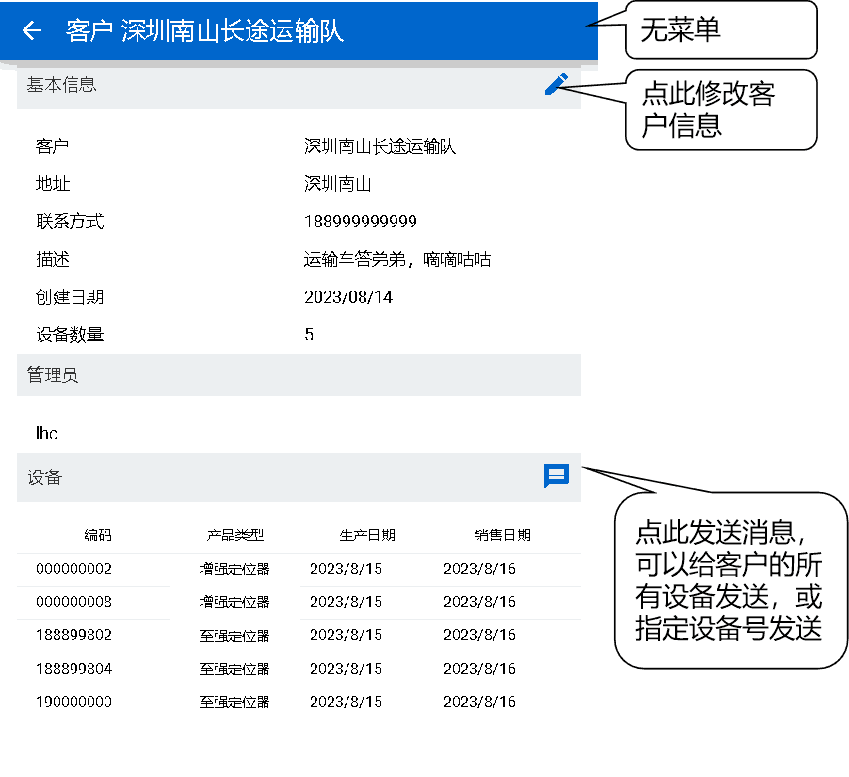 客户 深圳南山长途运输队
无菜单
基本信息
点此修改客
户信息
客户 深圳南山长途运输队
地址 深圳南山
联系方式 188999999999
描述 运输车答弟弟，嘀嘀咕咕
创建日期 2023/08/14
设备数量 5
管理员
lhc
设备
点此发送消息，
可以给客户的所
有设备发送，或
指定设备号发送
编码 产品类型 生产日期 销售日期
000000002 增强定位器 2023/8/15 2023/8/16
000000008 增强定位器 2023/8/15 2023/8/16
188899802 至强定位器 2023/8/15 2023/8/16
188899804 至强定位器 2023/8/15 2023/8/16
190000000 至强定位器 2023/8/15 2023/8/16